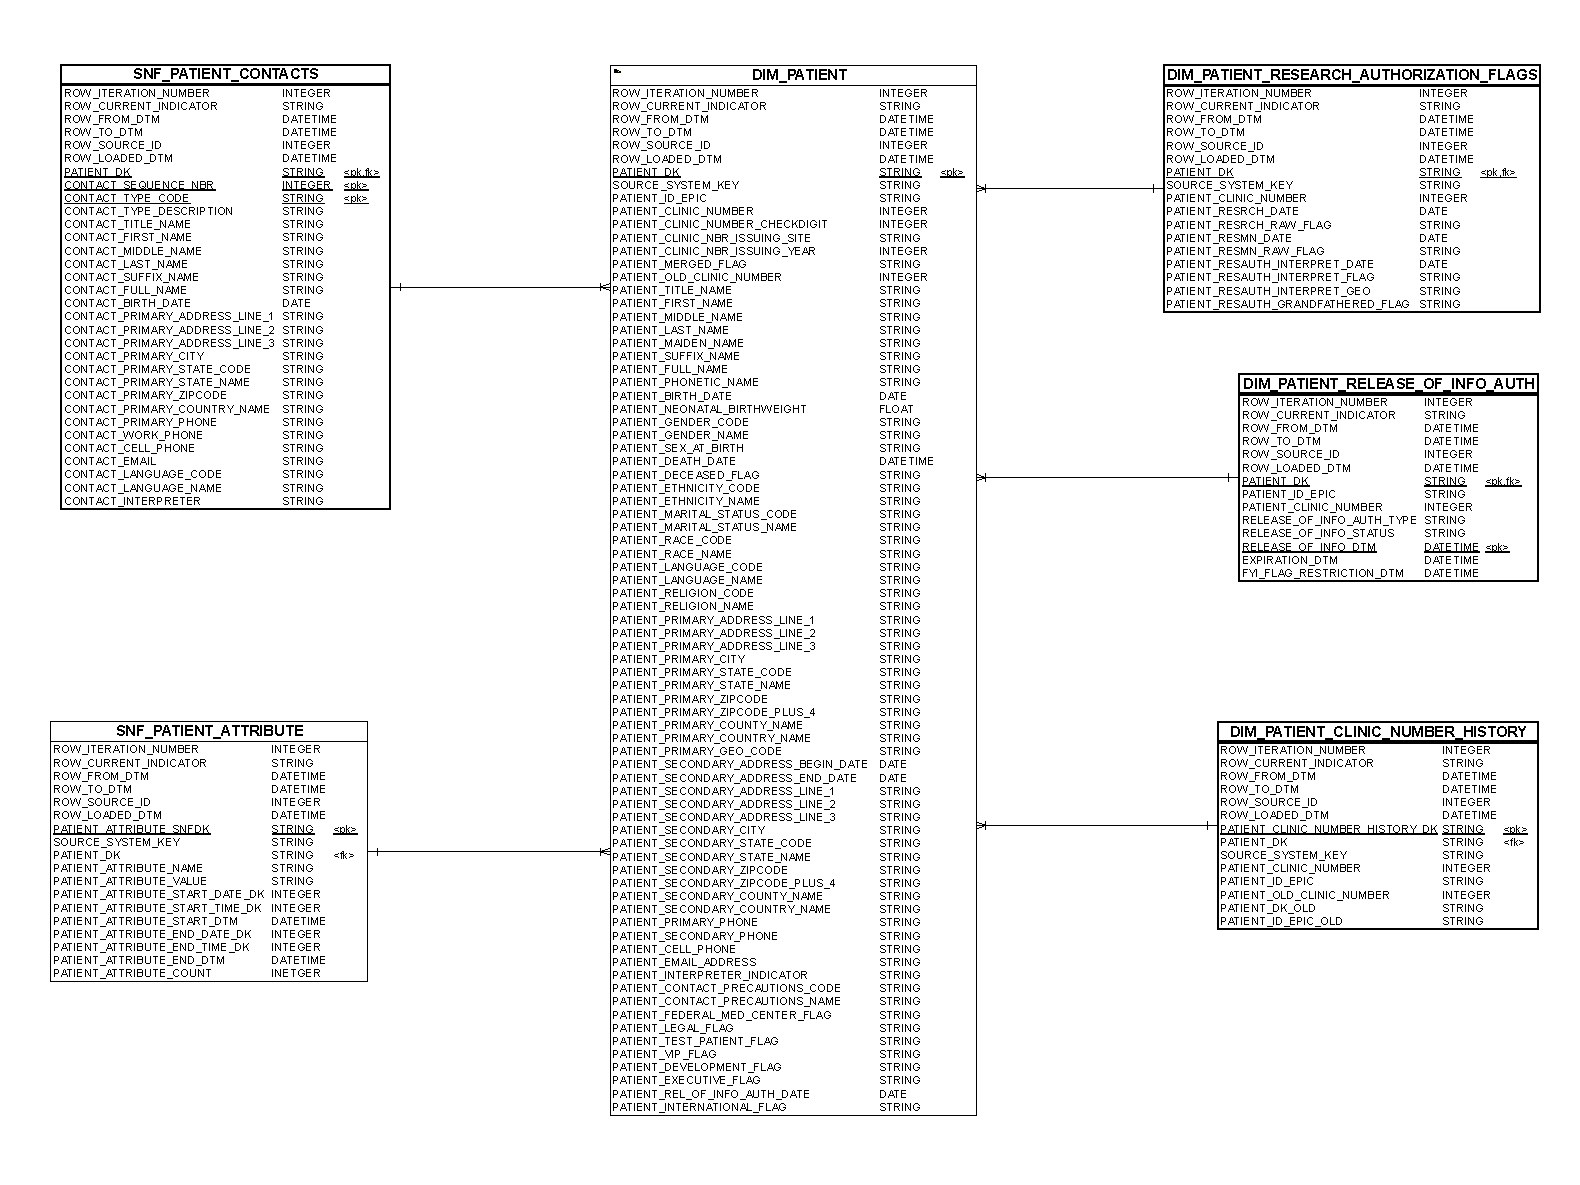 SNF_PATIENT_CONTACTS
ROW_ITERATION_NUMBER INTEGER
ROW_CURRENT_INDICATOR STRING
ROW_FROM_DTM DATETIME
ROW_TO_DTM DATETIME
ROW_SOURCE_ID INTEGER
ROW_LOADED_DTM DATETIME
PATIENT_DK STRING <pk,fk>
CONTACT_SEQUENCE_NBR INTEGER <pk>
CONTACT_TYPE_CODE STRING <pk>
CONTACT_TYPE_DESCRIPTION STRING
CONTACT_TITLE_NAME STRING
CONTACT_FIRST_NAME STRING
CONTACT_MIDDLE_NAME STRING
CONTACT_LAST_NAME STRING
CONTACT_SUFFIX_NAME STRING
CONTACT_FULL_NAME STRING
CONTACT_BIRTH_DATE DATE
CONTACT_PRIMARY_ADDRESS_LINE_1 STRING
CONTACT_PRIMARY_ADDRESS_LINE_2 STRING
CONTACT_PRIMARY_ADDRESS_LINE_3 STRING
CONTACT_PRIMARY_CITY STRING
CONTACT_PRIMARY_STATE_CODE STRING
CONTACT_PRIMARY_STATE_NAME STRING
CONTACT_PRIMARY_ZIPCODE STRING
CONTACT_PRIMARY_COUNTRY_NAME STRING
CONTACT_PRIMARY_PHONE STRING
CONTACT_WORK_PHONE STRING
CONTACT_CELL_PHONE STRING
CONTACT_EMAIL STRING
CONTACT_LANGUAGE_CODE STRING
CONTACT_LANGUAGE_NAME STRING
CONTACT_INTERPRETER STRING
SNF_PATIENT_ATTRIBUTE
ROW_ITERATION_NUMBER INTEGER
ROW_CURRENT_INDICATOR STRING
ROW_FROM_DTM DATETIME
ROW_TO_DTM DATETIME
ROW_SOURCE_ID INTEGER
ROW_LOADED_DTM DATETIME
PATIENT_ATTRIBUTE_SNFDK STRING <pk>
SOURCE_SYSTEM_KEY STRING
PATIENT_DK STRING <fk>
PATIENT_ATTRIBUTE_NAME STRING
PATIENT_ATTRIBUTE_VALUE STRING
PATIENT_ATTRIBUTE_START_DATE_DK INTEGER
PATIENT_ATTRIBUTE_START_TIME_DK INTEGER
PATIENT_ATTRIBUTE_START_DTM DATETIME
PATIENT_ATTRIBUTE_END_DATE_DK INTEGER
PATIENT_ATTRIBUTE_END_TIME_DK INTEGER
PATIENT_ATTRIBUTE_END_DTM DATETIME
PATIENT_ATTRIBUTE_COUNT INETGER
DIM_PATIENT
ROW_ITERATION_NUMBER INTEGER
ROW_CURRENT_INDICATOR STRING
ROW_FROM_DTM DATETIME
ROW_TO_DTM DATETIME
ROW_SOURCE_ID INTEGER
ROW_LOADED_DTM DATETIME
PATIENT_DK STRING <pk>
SOURCE_SYSTEM_KEY STRING
PATIENT_ID_EPIC STRING
PATIENT_CLINIC_NUMBER INTEGER
PATIENT_CLINIC_NUMBER_CHECKDIGIT INTEGER
PATIENT_CLINIC_NBR_ISSUING_SITE STRING
PATIENT_CLINIC_NBR_ISSUING_YEAR INTEGER
PATIENT_MERGED_FLAG STRING
PATIENT_OLD_CLINIC_NUMBER INTEGER
PATIENT_TITLE_NAME STRING
PATIENT_FIRST_NAME STRING
PATIENT_MIDDLE_NAME STRING
PATIENT_LAST_NAME STRING
PATIENT_MAIDEN_NAME STRING
PATIENT_SUFFIX_NAME STRING
PATIENT_FULL_NAME STRING
PATIENT_PHONETIC_NAME STRING
PATIENT_BIRTH_DATE DATE
PATIENT_NEONATAL_BIRTHWEIGHT FLOAT
PATIENT_GENDER_CODE STRING
PATIENT_GENDER_NAME STRING
PATIENT_SEX_AT_BIRTH STRING
PATIENT_DEATH_DATE DATETIME
PATIENT_DECEASED_FLAG STRING
PATIENT_ETHNICITY_CODE STRING
PATIENT_ETHNICITY_NAME STRING
PATIENT_MARITAL_STATUS_CODE STRING
PATIENT_MARITAL_STATUS_NAME STRING
PATIENT_RACE_CODE STRING
PATIENT_RACE_NAME STRING
PATIENT_LANGUAGE_CODE STRING
PATIENT_LANGUAGE_NAME STRING
PATIENT_RELIGION_CODE STRING
PATIENT_RELIGION_NAME STRING
PATIENT_PRIMARY_ADDRESS_LINE_1 STRING
PATIENT_PRIMARY_ADDRESS_LINE_2 STRING
PATIENT_PRIMARY_ADDRESS_LINE_3 STRING
PATIENT_PRIMARY_CITY STRING
PATIENT_PRIMARY_STATE_CODE STRING
PATIENT_PRIMARY_STATE_NAME STRING
PATIENT_PRIMARY_ZIPCODE STRING
PATIENT_PRIMARY_ZIPCODE_PLUS_4 STRING
PATIENT_PRIMARY_COUNTY_NAME STRING
PATIENT_PRIMARY_COUNTRY_NAME STRING
PATIENT_PRIMARY_GEO_CODE STRING
PATIENT_SECONDARY_ADDRESS_BEGIN_DATE DATE
PATIENT_SECONDARY_ADDRESS_END_DATE DATE
PATIENT_SECONDARY_ADDRESS_LINE_1 STRING
PATIENT_SECONDARY_ADDRESS_LINE_2 STRING
PATIENT_SECONDARY_ADDRESS_LINE_3 STRING
PATIENT_SECONDARY_CITY STRING
PATIENT_SECONDARY_STATE_CODE STRING
PATIENT_SECONDARY_STATE_NAME STRING
PATIENT_SECONDARY_ZIPCODE STRING
PATIENT_SECONDARY_ZIPCODE_PLUS_4 STRING
PATIENT_SECONDARY_COUNTY_NAME STRING
PATIENT_SECONDARY_COUNTRY_NAME STRING
PATIENT_PRIMARY_PHONE STRING
PATIENT_SECONDARY_PHONE STRING
PATIENT_CELL_PHONE STRING
PATIENT_EMAIL_ADDRESS STRING
PATIENT_INTERPRETER_INDICATOR STRING
PATIENT_CONTACT_PRECAUTIONS_CODE STRING
PATIENT_CONTACT_PRECAUTIONS_NAME STRING
PATIENT_FEDERAL_MED_CENTER_FLAG STRING
PATIENT_LEGAL_FLAG STRING
PATIENT_TEST_PATIENT_FLAG STRING
PATIENT_VIP_FLAG STRING
PATIENT_DEVELOPMENT_FLAG STRING
PATIENT_EXECUTIVE_FLAG STRING
PATIENT_REL_OF_INFO_AUTH_DATE DATE
PATIENT_INTERNATIONAL_FLAG STRING
DIM_PATIENT_RESEARCH_AUTHORIZATION_FLAGS
ROW_ITERATION_NUMBER INTEGER
ROW_CURRENT_INDICATOR STRING
ROW_FROM_DTM DATETIME
ROW_TO_DTM DATETIME
ROW_SOURCE_ID INTEGER
ROW_LOADED_DTM DATETIME
PATIENT_DK STRING <pk,fk>
SOURCE_SYSTEM_KEY STRING
PATIENT_CLINIC_NUMBER INTEGER
PATIENT_RESRCH_DATE DATE
PATIENT_RESRCH_RAW_FLAG STRING
PATIENT_RESMN_DATE DATE
PATIENT_RESMN_RAW_FLAG STRING
PATIENT_RESAUTH_INTERPRET_DATE DATE
PATIENT_RESAUTH_INTERPRET_FLAG STRING
PATIENT_RESAUTH_INTERPRET_GEO STRING
PATIENT_RESAUTH_GRANDFATHERED_FLAG STRING
DIM_PATIENT_RELEASE_OF_INFO_AUTH
ROW_ITERATION_NUMBER INTEGER
ROW_CURRENT_INDICATOR STRING
ROW_FROM_DTM DATETIME
ROW_TO_DTM DATETIME
ROW_SOURCE_ID INTEGER
ROW_LOADED_DTM DATETIME
PATIENT_DK STRING <pk,fk>
PATIENT_ID_EPIC STRING
PATIENT_CLINIC_NUMBER INTEGER
RELEASE_OF_INFO_AUTH_TYPE STRING
RELEASE_OF_INFO_STATUS STRING
RELEASE_OF_INFO_DTM DATETIME <pk>
EXPIRATION_DTM DATETIME
FYI_FLAG_RESTRICTION_DTM DATETIME
DIM_PATIENT_CLINIC_NUMBER_HISTORY
ROW_ITERATION_NUMBER INTEGER
ROW_CURRENT_INDICATOR STRING
ROW_FROM_DTM DATETIME
ROW_TO_DTM DATETIME
ROW_SOURCE_ID INTEGER
ROW_LOADED_DTM DATETIME
PATIENT_CLINIC_NUMBER_HISTORY_DK STRING <pk>
PATIENT_DK STRING <fk>
SOURCE_SYSTEM_KEY STRING
PATIENT_CLINIC_NUMBER INTEGER
PATIENT_ID_EPIC STRING
PATIENT_OLD_CLINIC_NUMBER INTEGER
PATIENT_DK_OLD STRING
PATIENT_ID_EPIC_OLD STRING